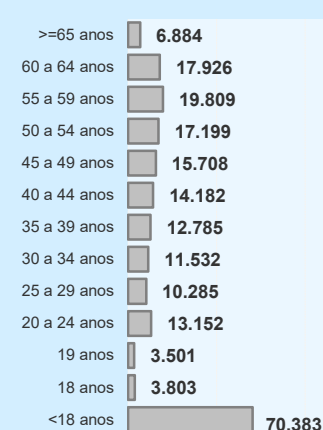 >=65 anos 6.884
60 a 64 anos 17.926
55 a 59 anos 19.809
50 a 54 anos 17.199
45 a 49 anos 15.708
40 a 44 anos 14.182
35 a 39 anos 12.785
30 a 34 anos 11.532
25 a 29 anos 10.285
20 a 24 anos 13.152
19 anos 3.501
18 anos 3.803
<18 anos 70.383